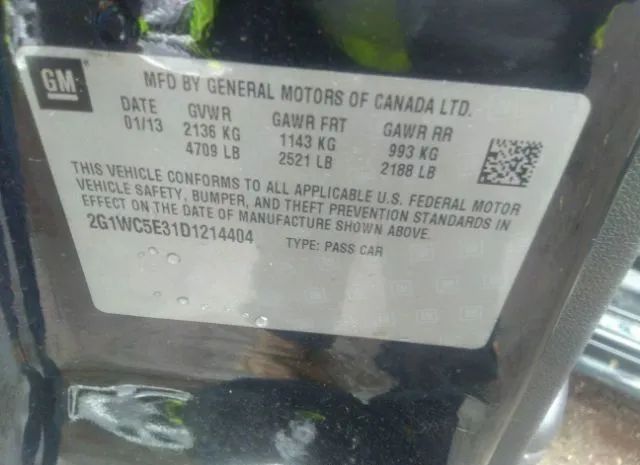 GM
MFD BY GENERAL MOTORS OF CANADA LTD.
DATE GVWR GAWR FRT GAWR RR
01/13 2136 KG 1143 KG 993 KG
4709 LB 2521 LB 2188 LB
THIS VEHICLE CONFORMS TO ALL APPLICABLE U.S. FEDERAL MOTOR
VEHICLE SAFETY, BUMPER, AND THEFT PREVENTION STANDARDS IN
EFFECT ON THE DATE OF MANUFACTURE SHOWN ABOVE.
2G1WC5E31D1214404 TYPE: PASS CAR